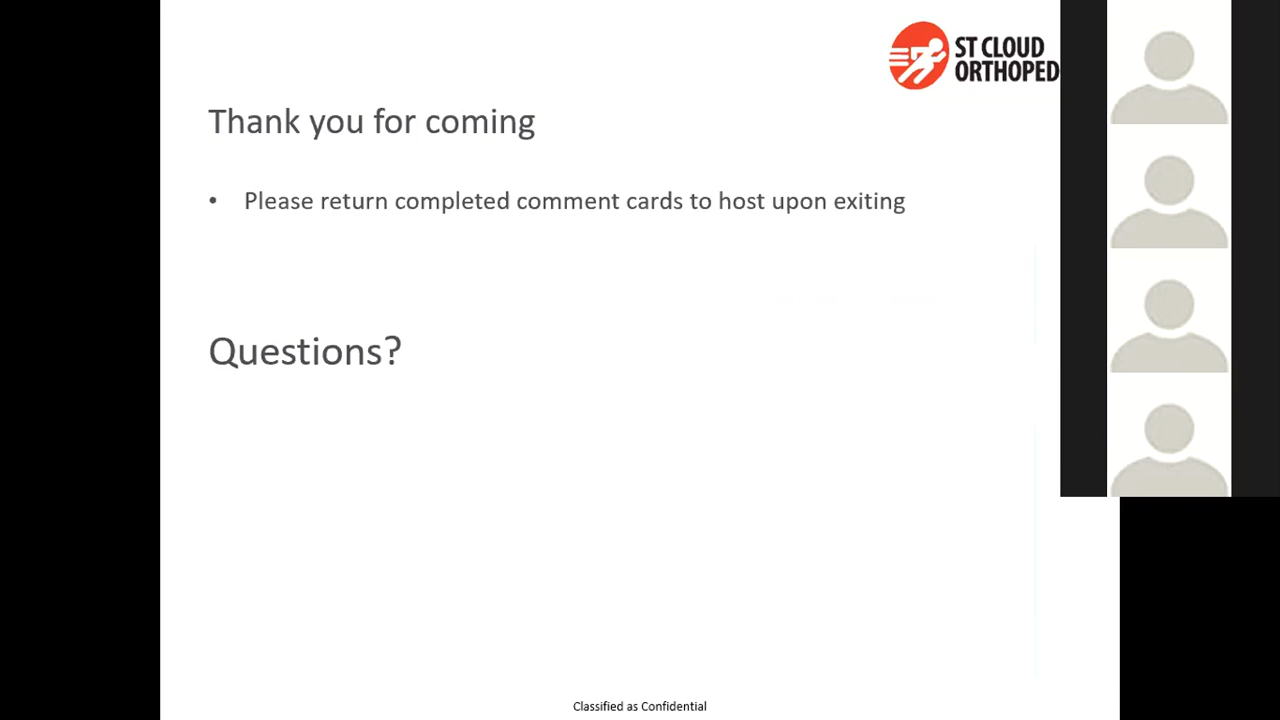 ST CLOUD
ORTHOPED
Thank you for coming
• Please return completed comment cards to host upon exiting
Questions?
Classified as Confidential